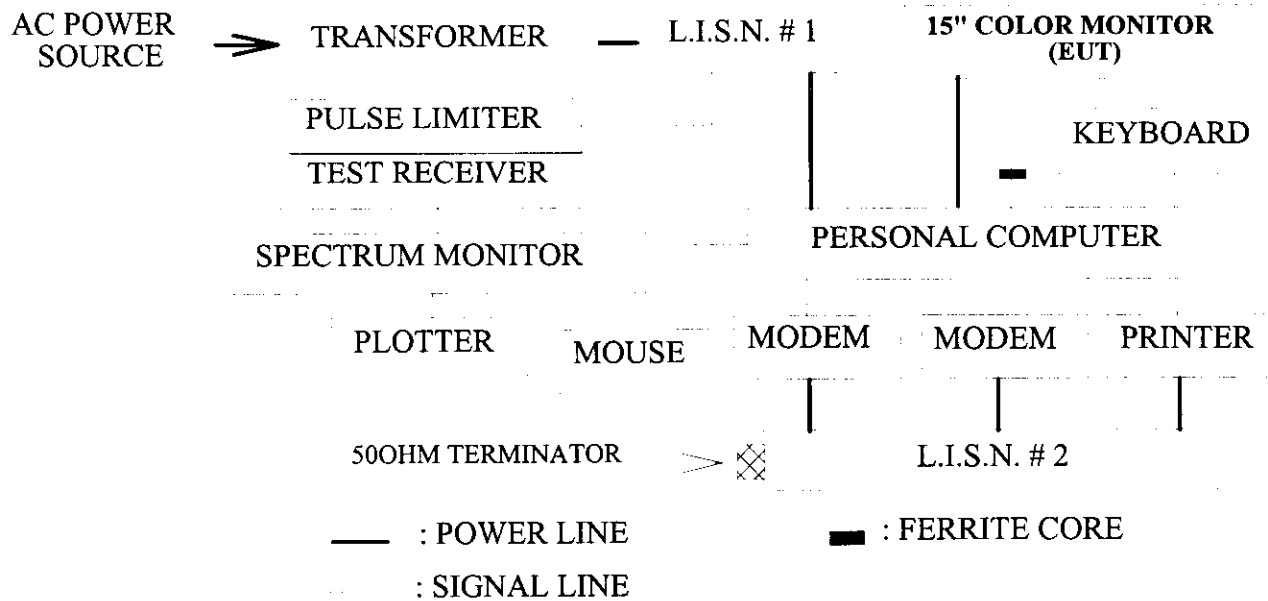 AC POWER
SOURCE
TRANSFORMER
L.I.S.N. # 1
15" COLOR MONITOR
(EUT)
PULSE LIMITER
KEYBOARD
TEST RECEIVER
SPECTRUM MONITOR
PERSONAL COMPUTER
PLOTTER
MOUSE
MODEM
MODEM
PRINTER
50OHM TERMINATOR
L.I.S.N. # 2
: POWER LINE
: FERRITE CORE
: SIGNAL LINE